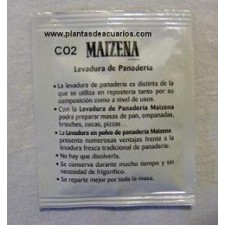 www.plantasdeacuarios.com
CO2 MAIZENA
Levadura de Panadería
• La levadura de panadería es distinta de la
que se utiliza en repostería tanto por su
composición como a nivel de usos.
• Con la Levadura de Panadería Maizena
podrá preparar masas de pan, empanadas,
brioches, cocas, pizzas...
• La Levadura en polvo de panadería Maizena
presenta numerosas ventajas frente a la
levadura fresca tradicional de panadería:
• No hay que disolverla.
• Se conserva durante mucho tiempo y sin
necesidad de frigorífico.
• Se reparte mejor por toda la masa.